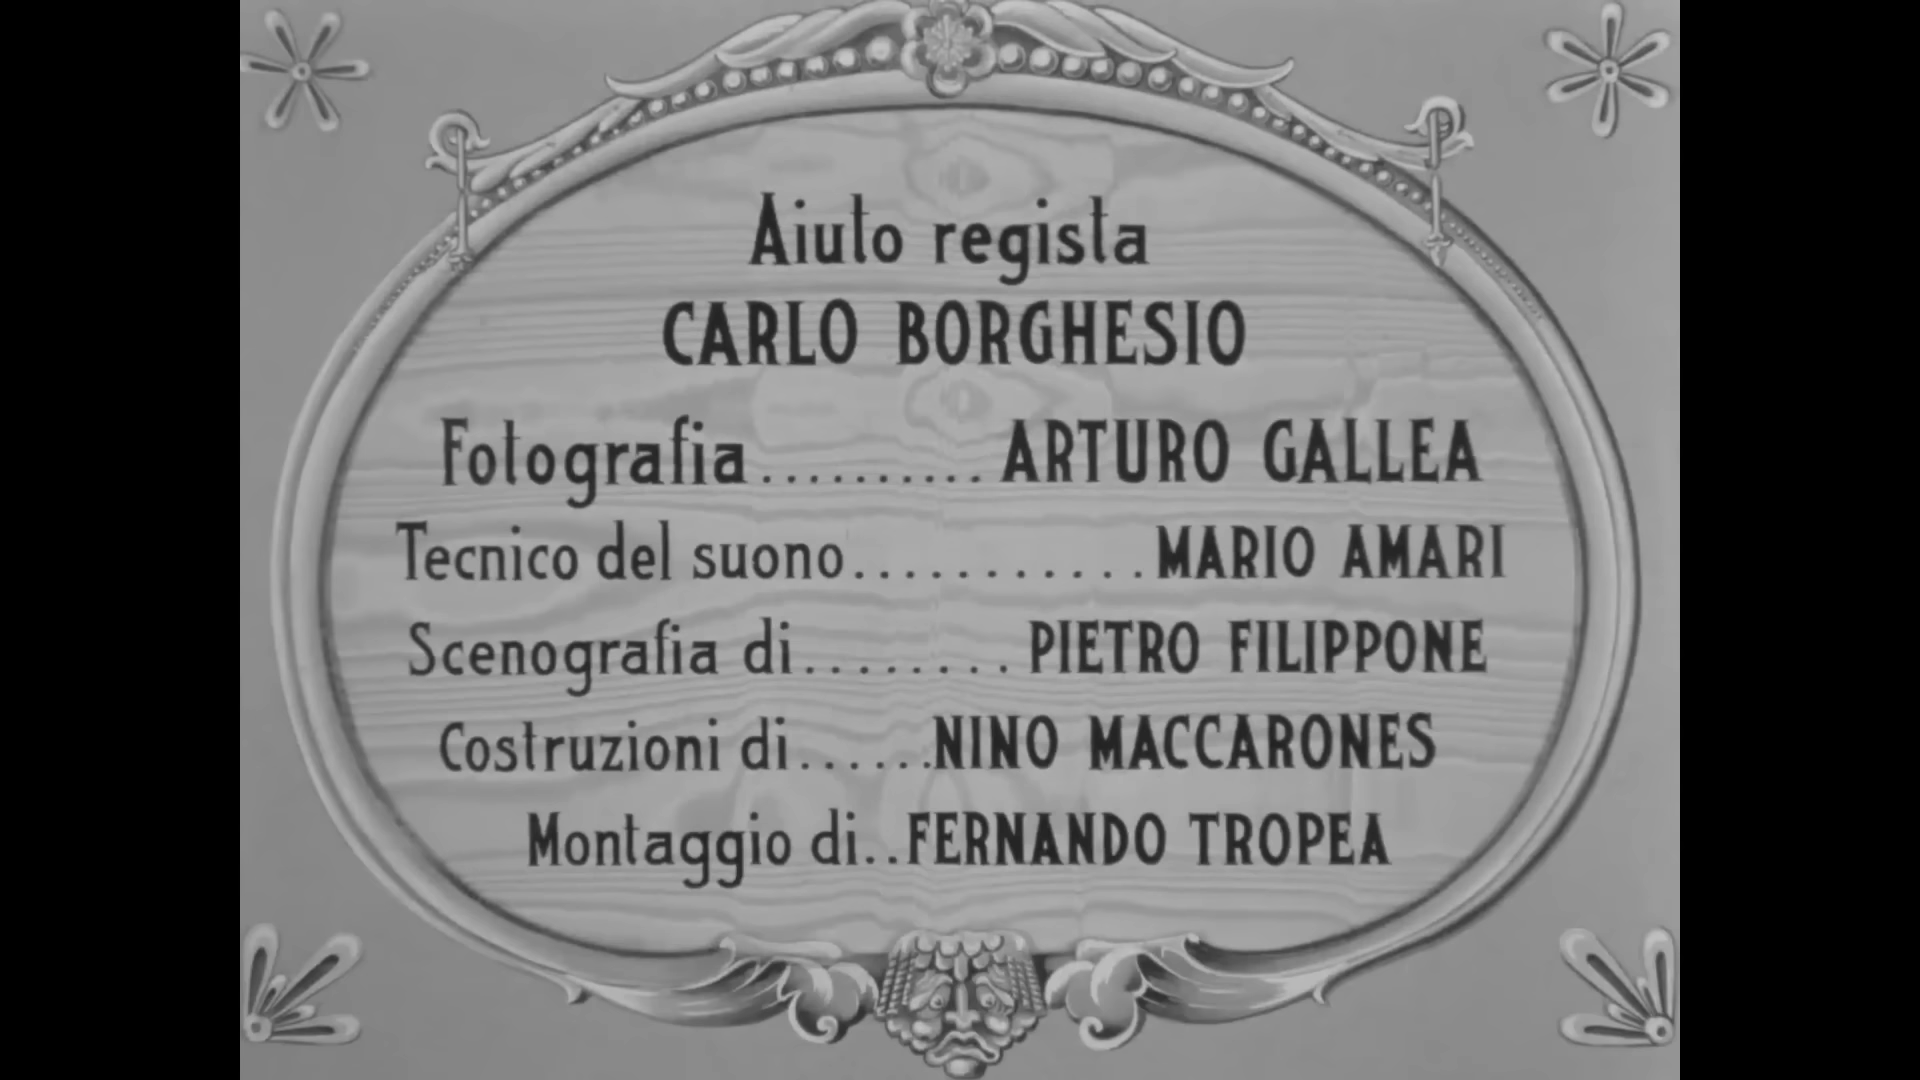 Aiuto regista
CARLO BORGHESIO
Fotografia.......... ARTURO GALLEA
Tecnico del suono........... MARIO AMARI
Scenografia di........ PIETRO FILIPPONE
Costruzioni di...... NINO MACCARONES
Montaggio di.. FERNANDO TROPEA